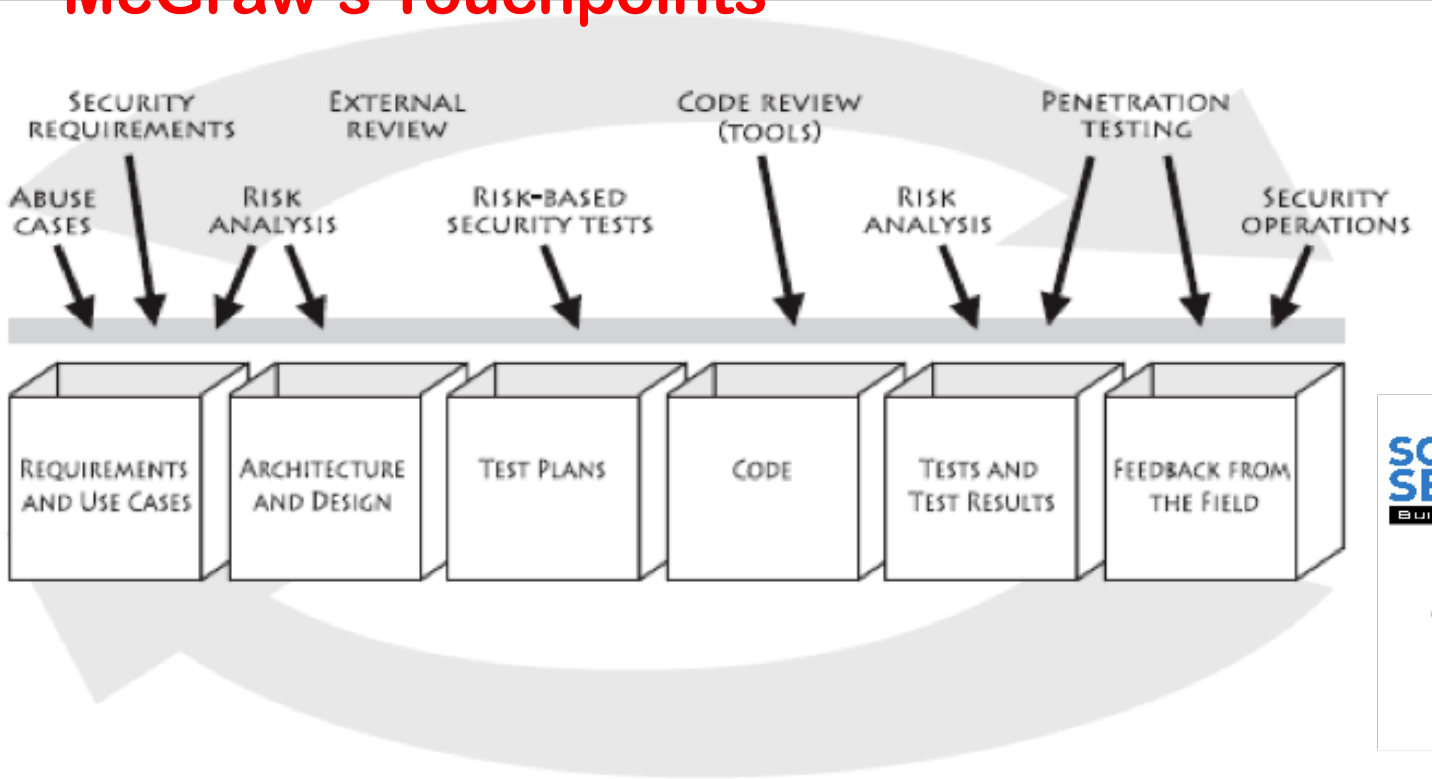 McGraw's Touchpoints
SECURITY
REQUIREMENTS
EXTERNAL
REVIEW
CODE REVIEW
(TOOLS)
PENETRATION
TESTING
ABUSE
CASES
RISK
ANALYSIS
RISK-BASED
SECURITY TESTS
RISK
ANALYSIS
SECURITY
OPERATIONS
REQUIREMENTS
AND USE CASES
ARCHITECTURE
AND DESIGN
TEST PLANS
CODE
TESTS AND
TEST RESULTS
FEEDBACK FROM
THE FIELD